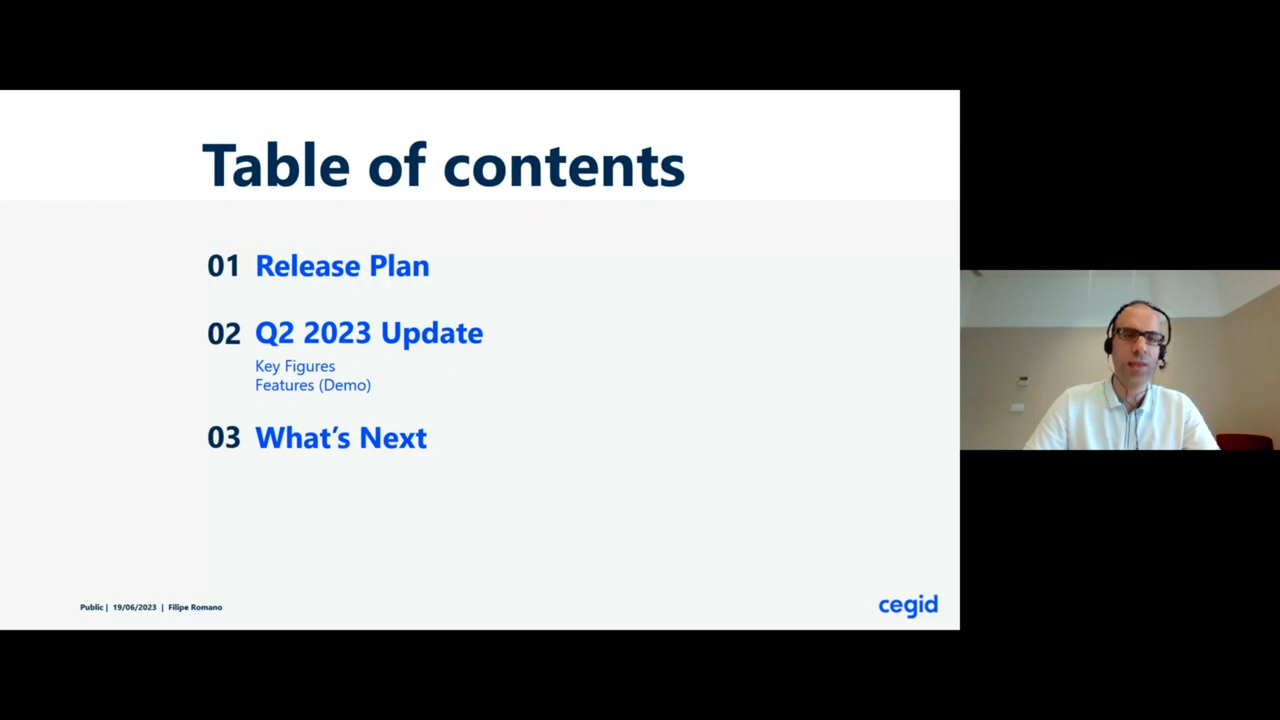 Table of contents
01 Release Plan
02 Q2 2023 Update
Key Figures
Features (Demo)
03 What's Next
Public | 19/06/2023 | Filipe Romano
cegid